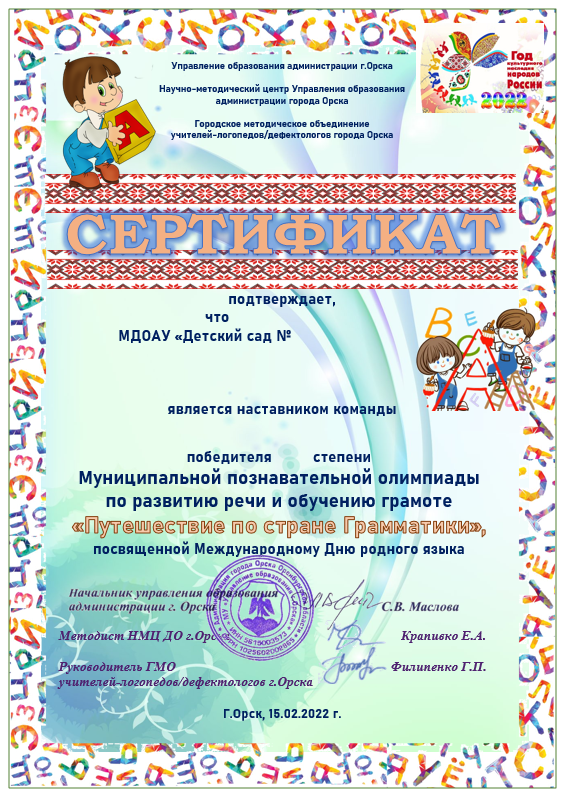 Управление образования администрации г.Орска
Год
культурного
наследия
народов
России
2022
Научно-методический центр Управления образования
администрации города Орска
Городское методическое объединение
учителей-логопедов/дефектологов города Орска
А
СЕРТИФИКАТ
подтверждает,
что
МДОАУ «Детский сад №
является наставником команды
победителя степени
Муниципальной познавательной олимпиады
по развитию речи и обучению грамоте
«Путешествие по стране Грамматики»,
посвященной Международному Дню родного языка
Начальник управления образования
администрации г. Орска С.В. Маслова
Методист НМЦ ДО г.Орска Крапивко Е.А.
Руководитель ГМО Филипенко Г.П.
учителей-логопедов/дефектологов г.Орска
Г.Орск, 15.02.2022 г.